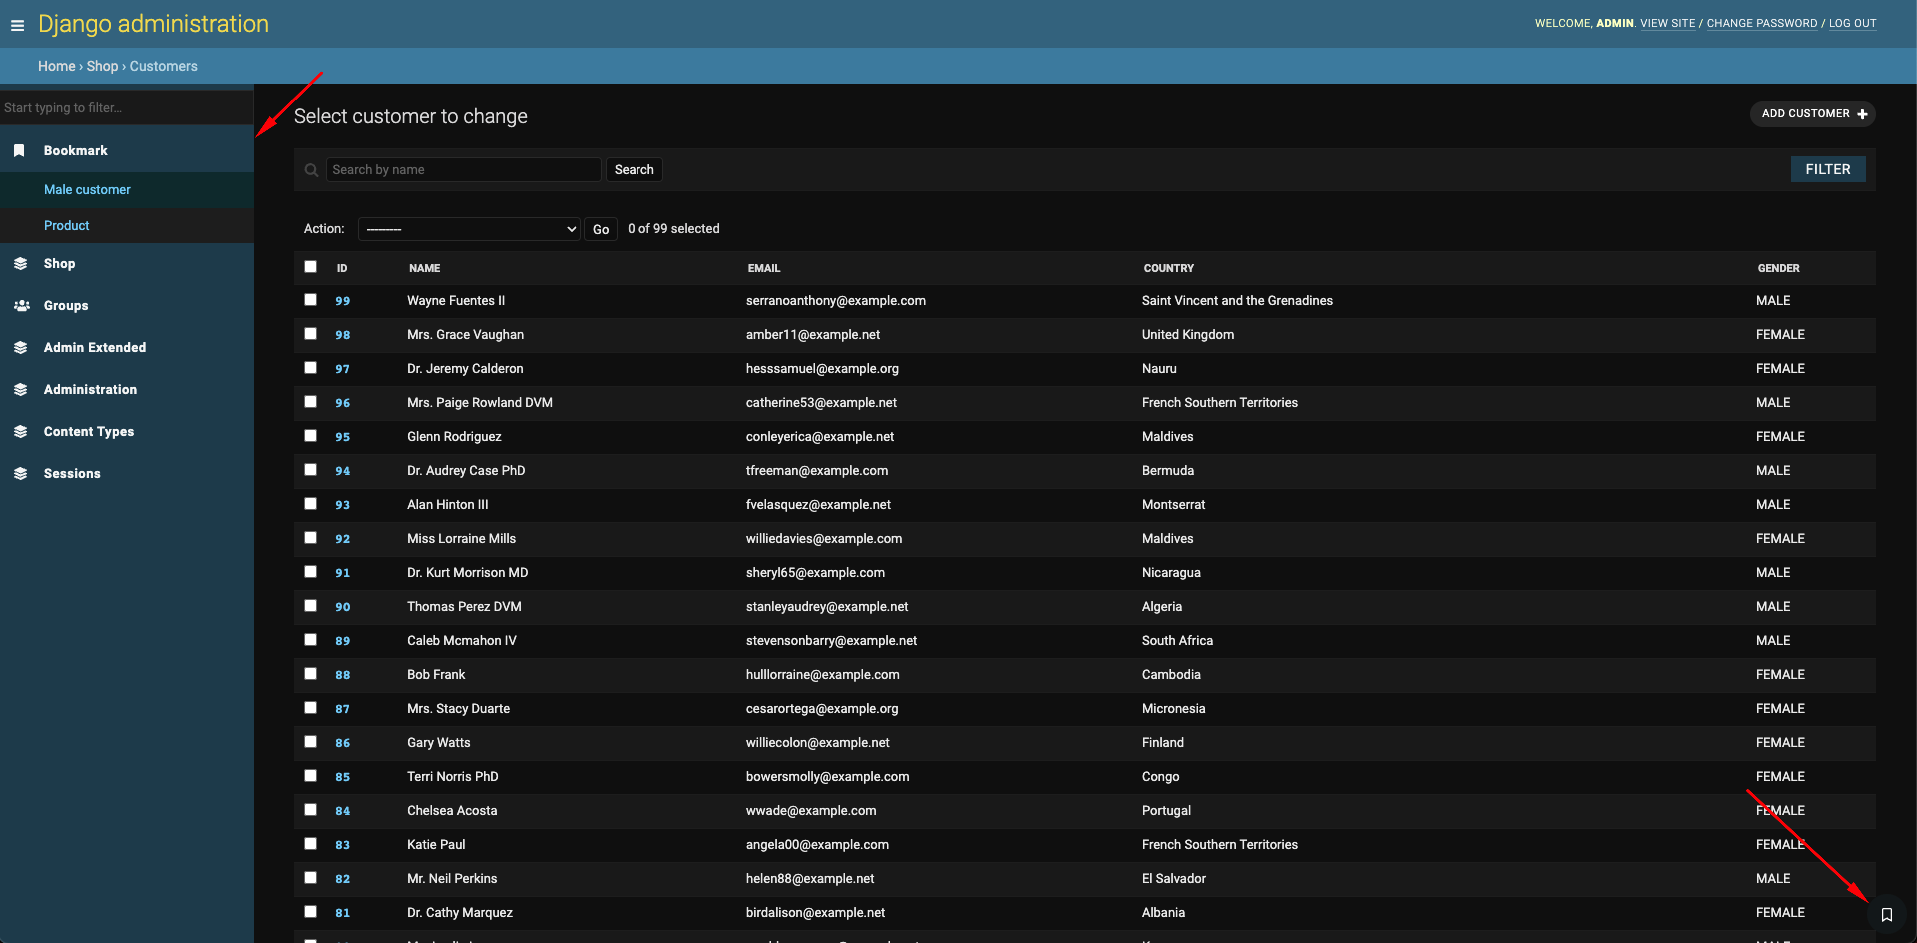 Django administration
WELCOME, ADMIN. VIEW SITE / CHANGE PASSWORD / LOG OUT
Home › Shop › Customers
Start typing to filter...
Bookmark
Male customer
Product
Shop
Groups
Admin Extended
Administration
Content Types
Sessions
Select customer to change
ADD CUSTOMER +
Search by name Search
FILTER
Action: --------- Go 0 of 99 selected
ID NAME EMAIL COUNTRY GENDER
99 Wayne Fuentes II serranoanthony@example.com Saint Vincent and the Grenadines MALE
98 Mrs. Grace Vaughan amber11@example.net United Kingdom FEMALE
97 Dr. Jeremy Calderon hesssamuel@example.org Nauru FEMALE
96 Mrs. Paige Rowland DVM catherine53@example.net French Southern Territories MALE
95 Glenn Rodriguez conleyerica@example.net Maldives FEMALE
94 Dr. Audrey Case PhD tfreeman@example.com Bermuda MALE
93 Alan Hinton III fvelasquez@example.net Montserrat MALE
92 Miss Lorraine Mills williedavies@example.com Maldives FEMALE
91 Dr. Kurt Morrison MD sheryl65@example.com Nicaragua MALE
90 Thomas Perez DVM stanleyaudrey@example.net Algeria MALE
89 Caleb Mcmahon IV stevensonbarry@example.net South Africa MALE
88 Bob Frank hulllorraine@example.com Cambodia FEMALE
87 Mrs. Stacy Duarte cesarortega@example.org Micronesia FEMALE
86 Gary Watts williecolon@example.net Finland FEMALE
85 Terri Norris PhD bowersmolly@example.com Congo FEMALE
84 Chelsea Acosta wwade@example.com Portugal FEMALE
83 Katie Paul angela00@example.com French Southern Territories FEMALE
82 Mr. Neil Perkins helen88@example.net El Salvador MALE
81 Dr. Cathy Marquez birdalison@example.net Albania FEMALE